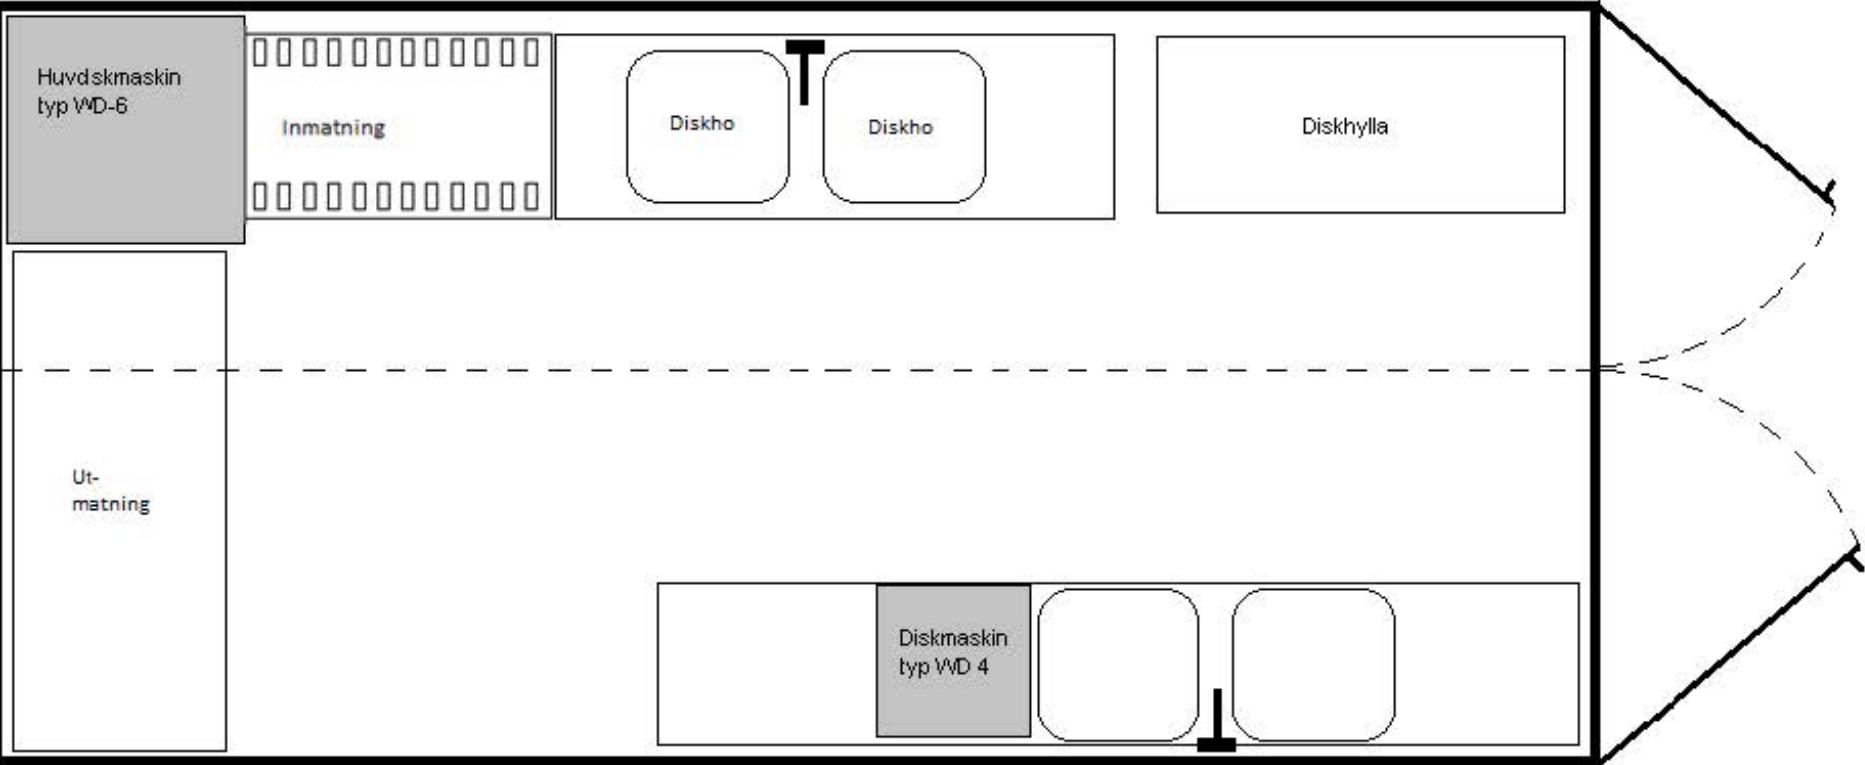 Huvdskmaskin
typ WD-6
Inmatning
Diskho
Diskho
Diskhylla
Ut-
matning
Diskmaskin
typ WD 4